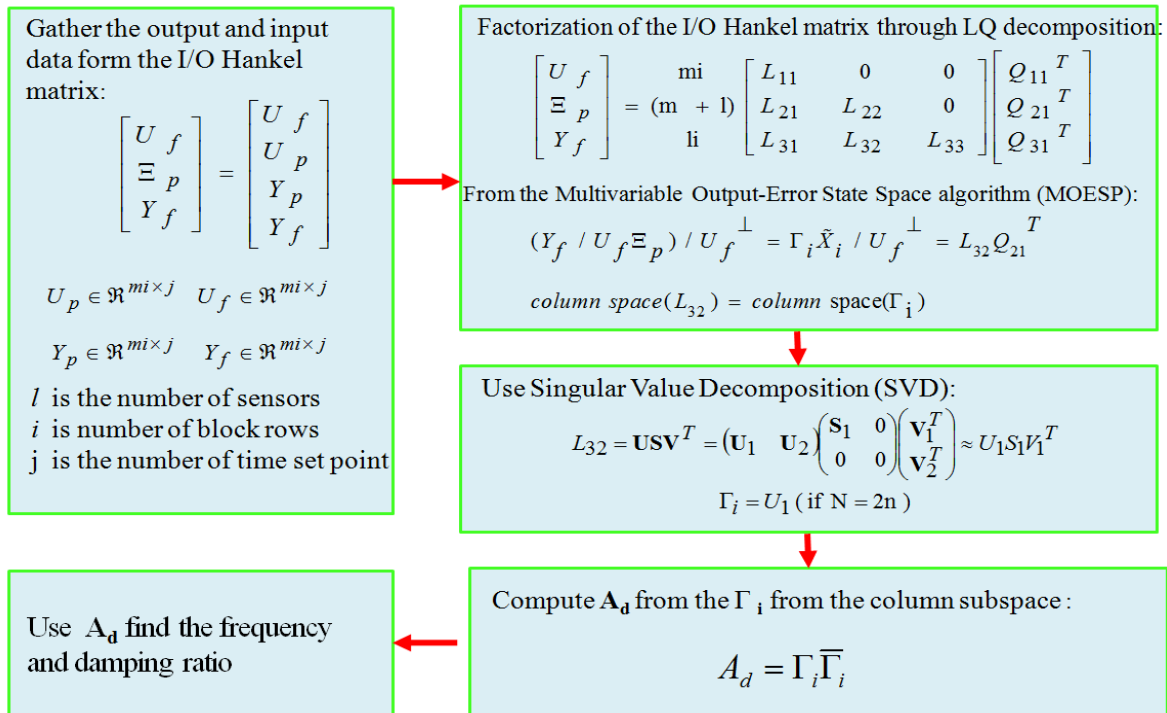 Gather the output and input
data form the I/O Hankel
matrix:
[U_f; Ξ_p; Y_f] = [U_f; U_p; Y_p; Y_f]
U_p ∈ ℜ^{mi×j} U_f ∈ ℜ^{mi×j}
Y_p ∈ ℜ^{mi×j} Y_f ∈ ℜ^{mi×j}
l is the number of sensors
i is number of block rows
j is the number of time set point
Factorization of the I/O Hankel matrix through LQ decomposition:
[U_f] mi [L_11 0 0] [Q_11^T]
[Ξ_p] = (m + l) [L_21 L_22 0] [Q_21^T]
[Y_f] li [L_31 L_32 L_33] [Q_31^T]
From the Multivariable Output-Error State Space algorithm (MOESP):
(Y_f / U_f Ξ_p) / U_f^⊥ = Γ_i X̃_i / U_f^⊥ = L_32 Q_21^T
column space(L_32) = column space(Γ_i)
Use Singular Value Decomposition (SVD):
L_32 = USV^T = (U_1 U_2) (S_1 0; 0 0) (V_1^T; V_2^T) ≈ U_1 S_1 V_1^T
Γ_i = U_1 ( if N = 2n )
Compute A_d from the Γ_i from the column subspace :
A_d = Γ_i Γ̅_i
Use A_d find the frequency
and damping ratio